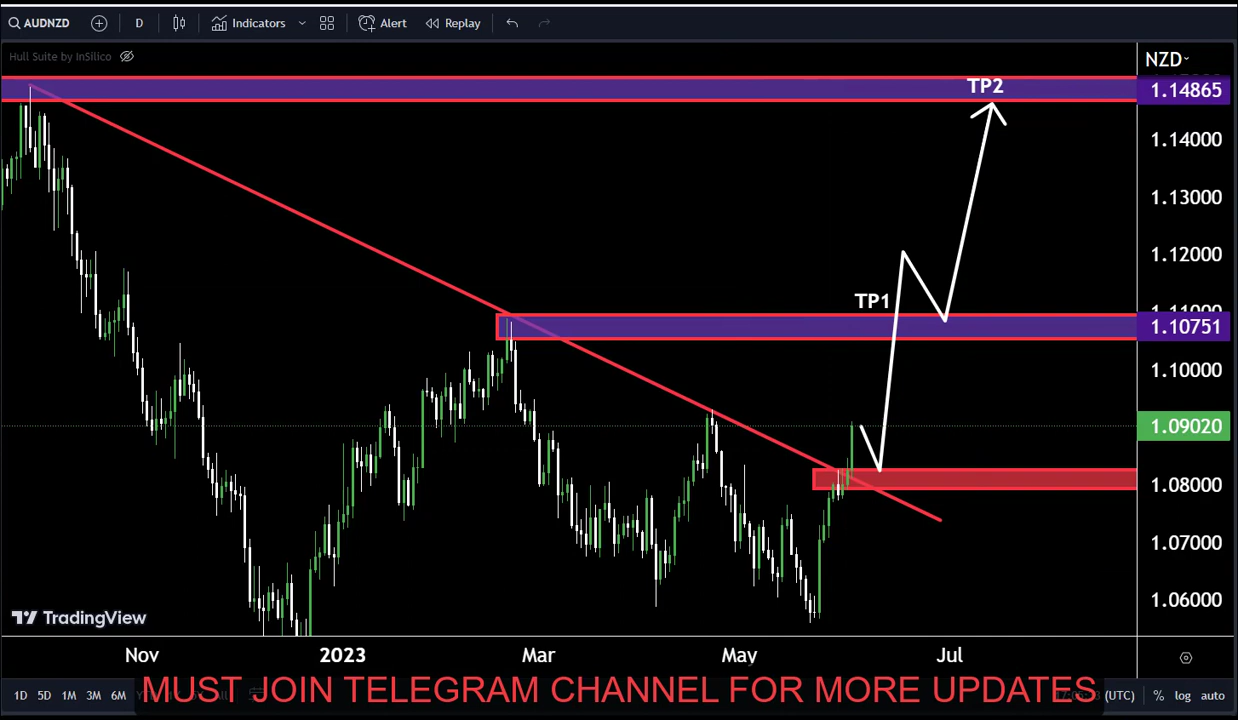 AUDNZD D Indicators Alert Replay
Hull Suite by InSilico
NZD
TP2
1.14865
1.14000
1.13000
1.12000
TP1
1.11000
1.10751
1.10000
1.09020
1.08000
1.07000
1.06000
TradingView
Nov 2023 Mar May Jul
1D 5D 1M 3M 6M
MUST JOIN TELEGRAM CHANNEL FOR MORE UPDATES
(UTC) % log auto